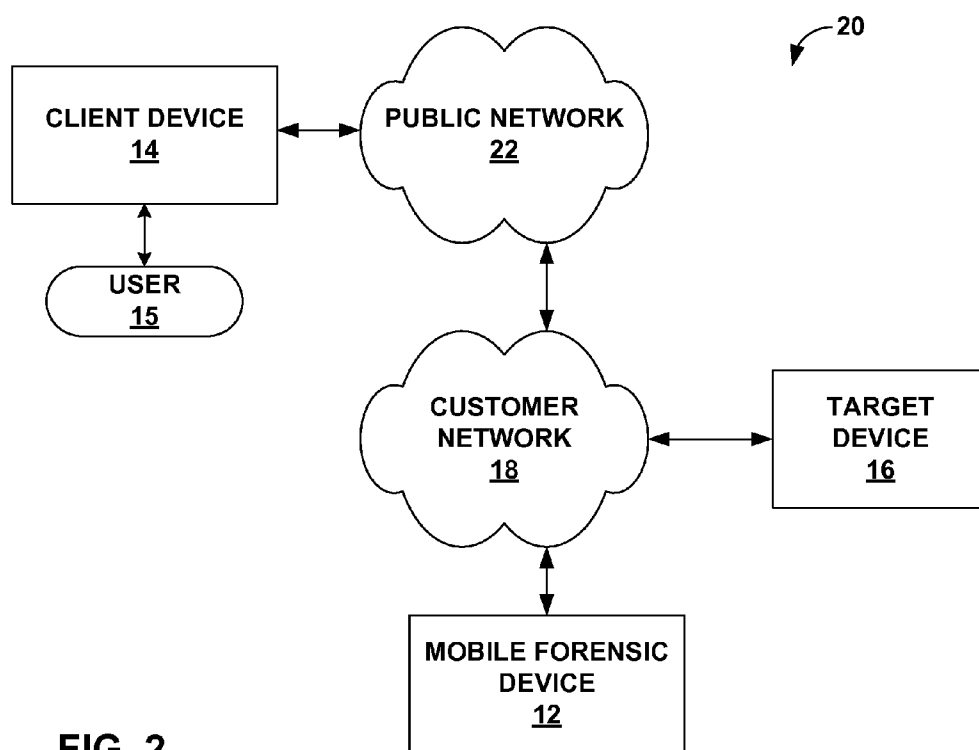 20
CLIENT DEVICE
14
PUBLIC NETWORK
22
USER
15
CUSTOMER
NETWORK
18
TARGET
DEVICE
16
MOBILE FORENSIC
DEVICE
12
FIG. 2